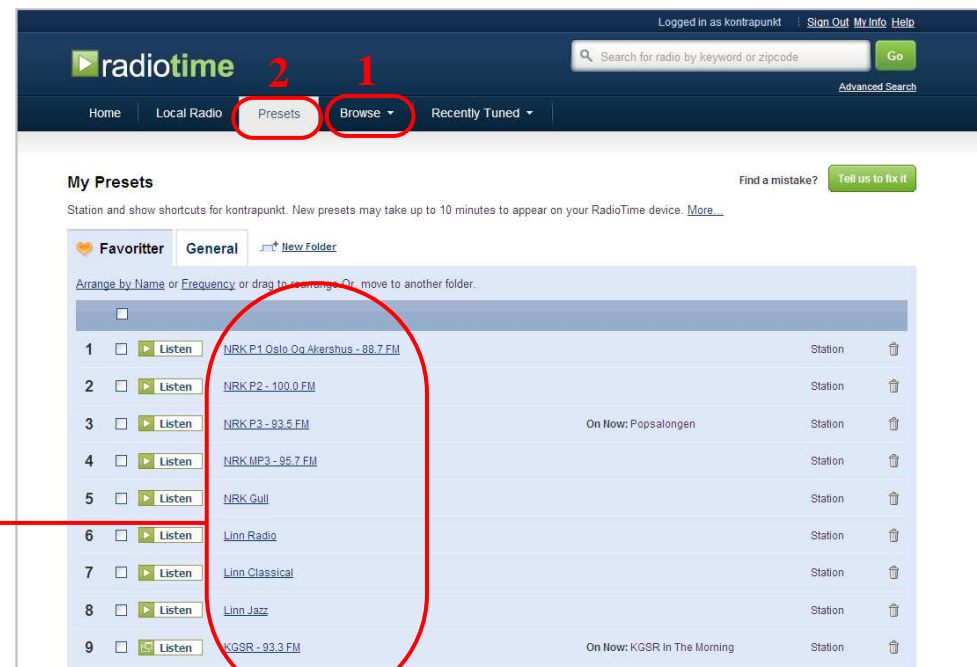 Logged in as kontrapunkt Sign Out My Info Help
radiotime
Search for radio by keyword or zipcode Go
Advanced Search
2 1
Home Local Radio Presets Browse Recently Tuned
My Presets Find a mistake? Tell us to fix it
Station and show shortcuts for kontrapunkt. New presets may take up to 10 minutes to appear on your RadioTime device. More...
Favoritter General New Folder
Arrange by Name or Frequency or drag to rearrange. Or, move to another folder.
1 Listen NRK P1 Oslo Og Akershus - 88.7 FM Station
2 Listen NRK P2 - 100.0 FM Station
3 Listen NRK P3 - 93.5 FM On Now: Popsalongen Station
4 Listen NRK MP3 - 95.7 FM Station
5 Listen NRK Gull Station
6 Listen Linn Radio Station
7 Listen Linn Classical Station
8 Listen Linn Jazz Station
9 Listen KGSR - 93.3 FM On Now: KGSR In The Morning Station